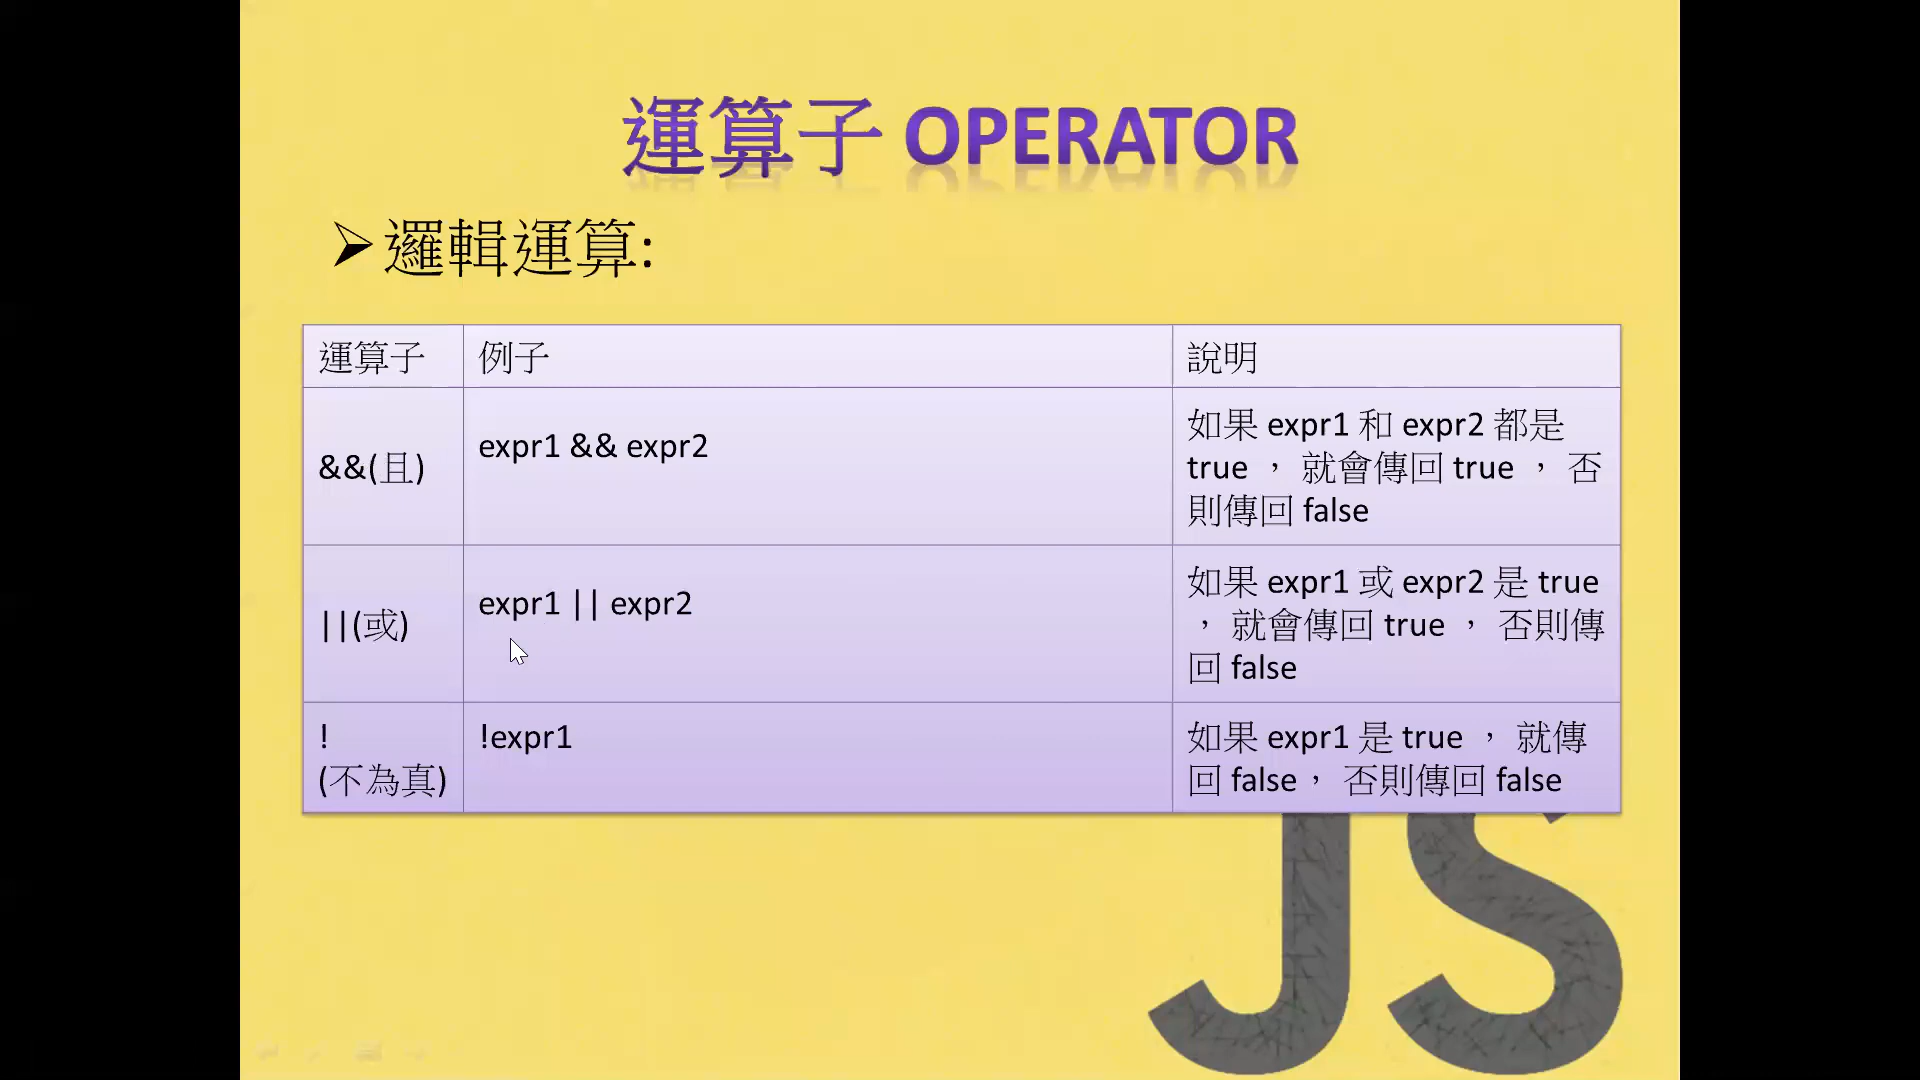 運算子 OPERATOR
邏輯運算:
運算子
例子
說明
&&(且)
expr1 && expr2
如果 expr1 和 expr2 都是
true ， 就會傳回 true ， 否
則傳回 false
||(或)
expr1 || expr2
如果 expr1 或 expr2 是 true
， 就會傳回 true ， 否則傳
回 false
!
(不為真)
!expr1
如果 expr1 是 true ， 就傳
回 false， 否則傳回 false
JS